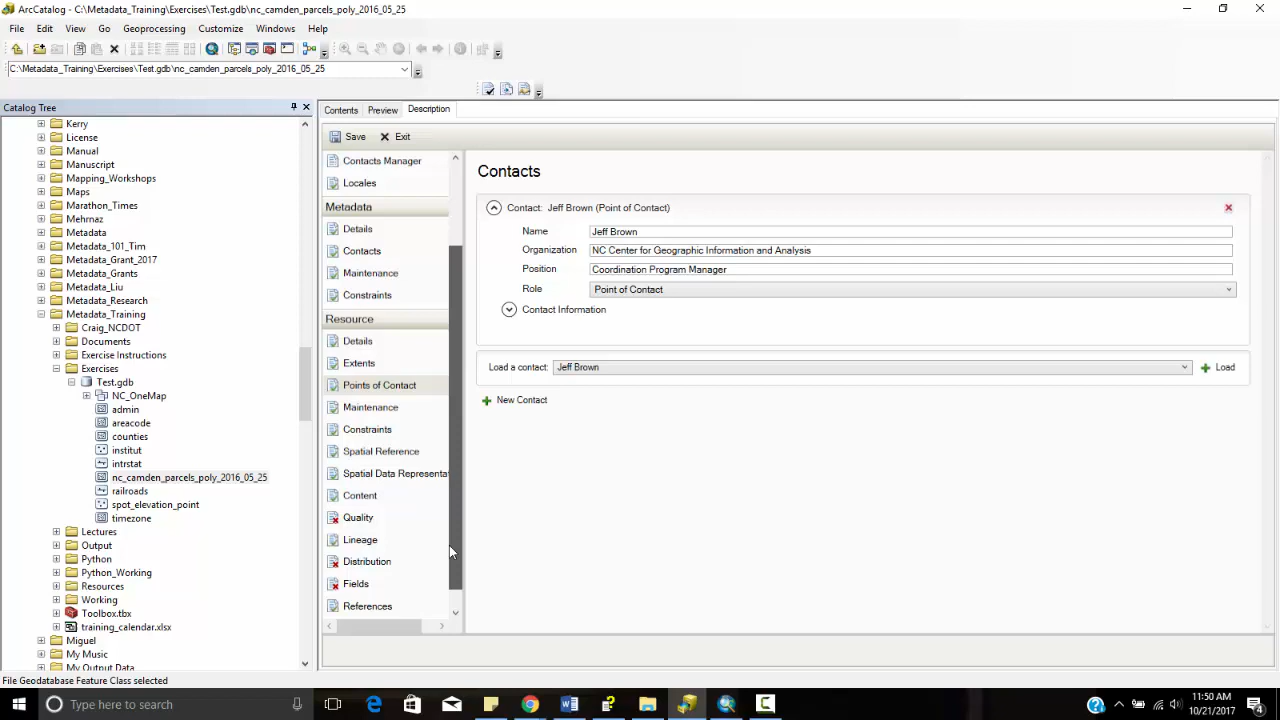 ArcCatalog - C:\Metadata_Training\Exercises\Test.gdb\nc_camden_parcels_poly_2016_05_25
File Edit View Go Geoprocessing Customize Windows Help
C:\Metadata_Training\Exercises\Test.gdb\nc_camden_parcels_poly_2016_05_25
Catalog Tree
Kerry
License
Manual
Manuscript
Mapping_Workshops
Maps
Marathon_Times
Mehrnaz
Metadata
Metadata_101_Tim
Metadata_Grant_2017
Metadata_Grants
Metadata_Liu
Metadata_Research
Metadata_Training
Craig_NCDOT
Documents
Exercise Instructions
Exercises
Test.gdb
NC_OneMap
admin
areacode
counties
institut
intrstat
nc_camden_parcels_poly_2016_05_25
railroads
spot_elevation_point
timezone
Lectures
Output
Python
Python_Working
Resources
Working
Toolbox.tbx
training_calendar.xlsx
Miguel
My Music
My Output Data
Contents Preview Description
Save Exit
Contacts Manager
Locales
Metadata
Details
Contacts
Maintenance
Constraints
Resource
Details
Extents
Points of Contact
Maintenance
Constraints
Spatial Reference
Spatial Data Representat
Content
Quality
Lineage
Distribution
Fields
References
Contacts
Contact: Jeff Brown (Point of Contact)
Name Jeff Brown
Organization NC Center for Geographic Information and Analysis
Position Coordination Program Manager
Role Point of Contact
Contact Information
Load a contact: Jeff Brown Load
New Contact
File Geodatabase Feature Class selected
Type here to search
11:50 AM
10/21/2017
4